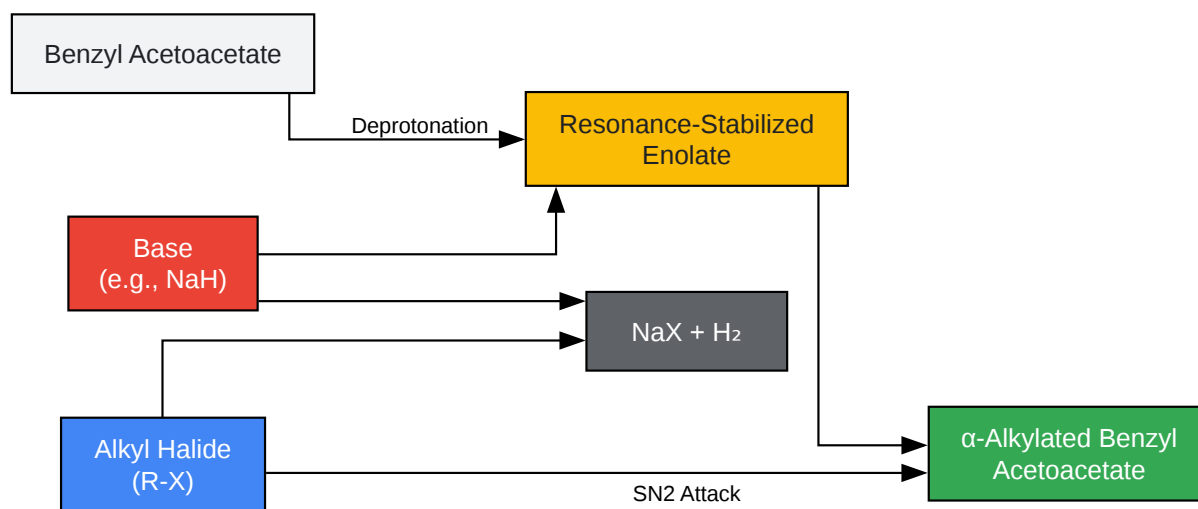 Benzyl Acetoacetate
Deprotonation
Resonance-Stabilized
Enolate
Base
(e.g., NaH)
NaX + H₂
Alkyl Halide
(R-X)
SN2 Attack
α-Alkylated Benzyl
Acetoacetate